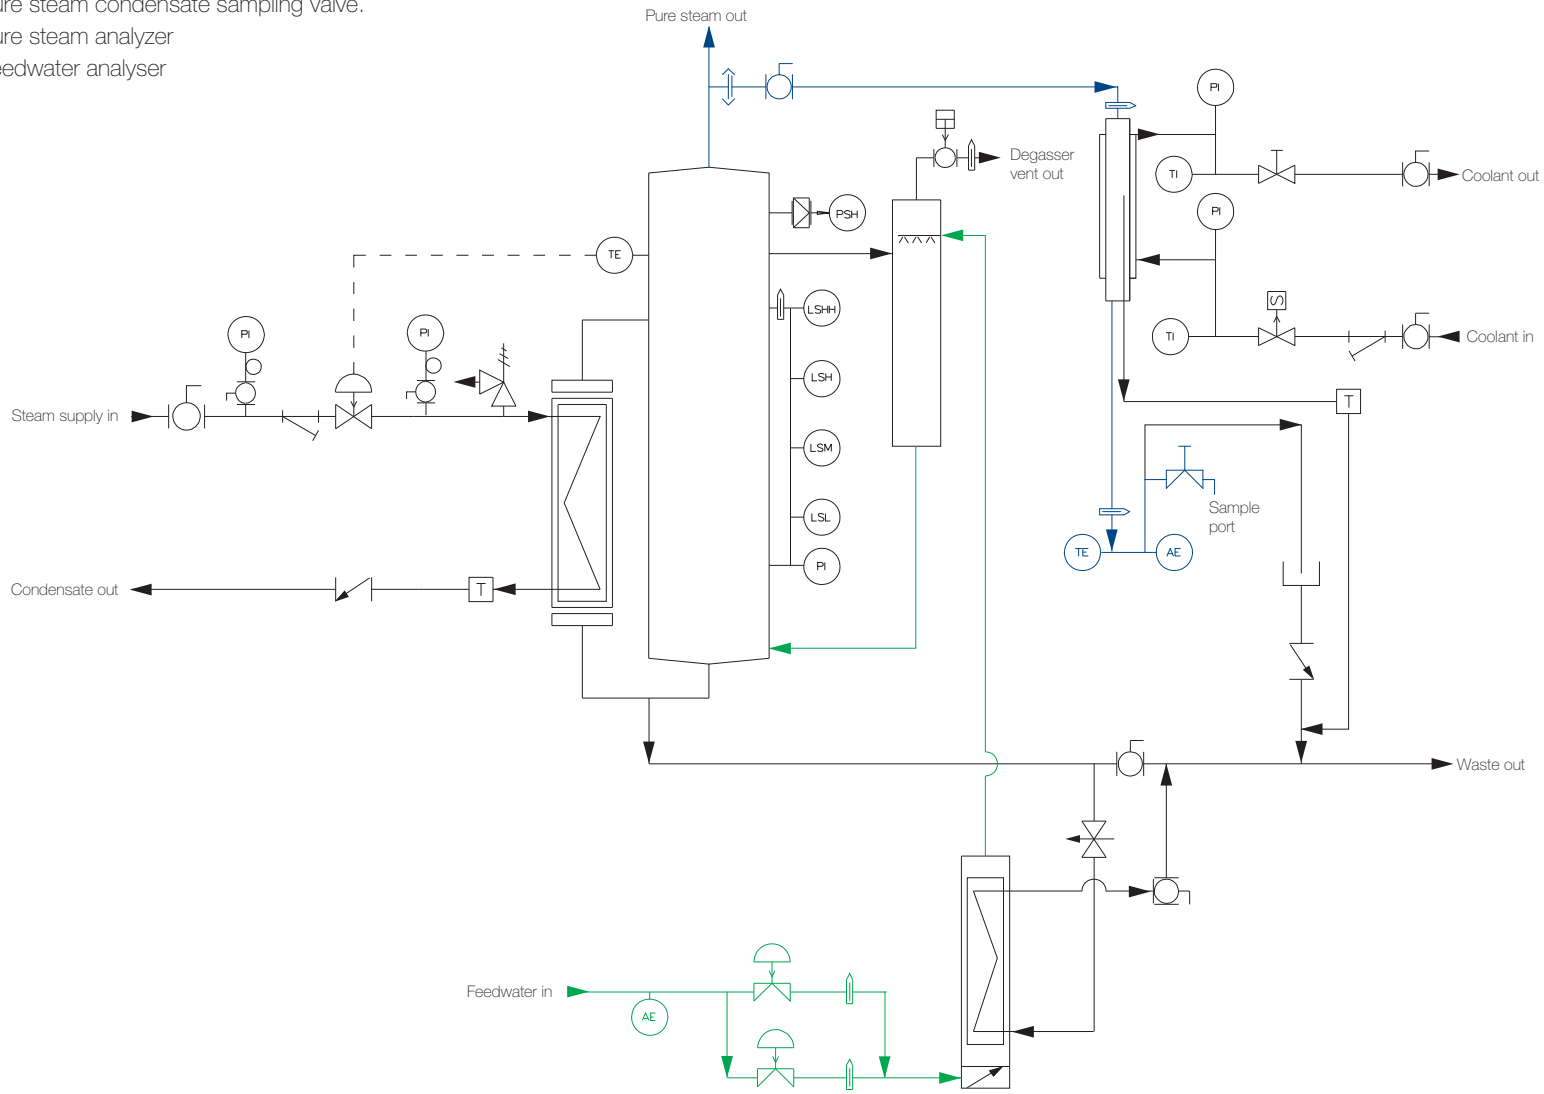 ure steam condensate sampling valve.
ure steam analyzer
eedwater analyser
Pure steam out
PI
Degasser
vent out
TI
Coolant out
PSH
PI
TE
LSHH
S
PI
PI
TI
Coolant in
LSH
T
Steam supply in
LSM
Sample
port
LSL
TE
AE
PI
Condensate out
T
Waste out
Feedwater in
AE